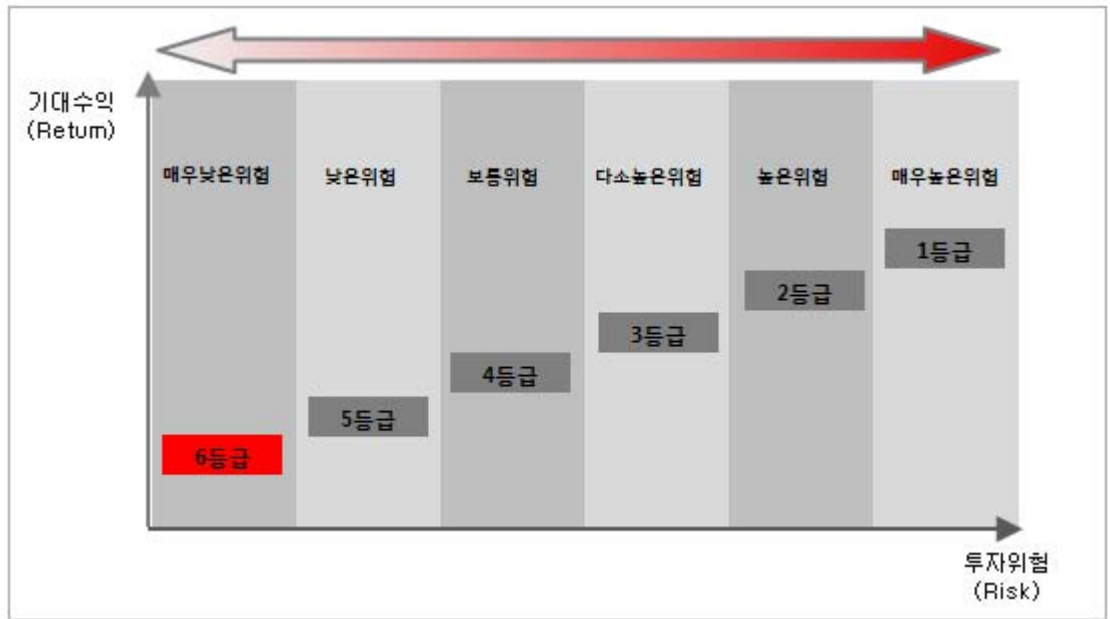 기대수익
(Return)
매우낮은위험 낮은위험 보통위험 다소높은위험 높은위험 매우높은위험
1등급
2등급
3등급
4등급
5등급
6등급
투자위험
(Risk)